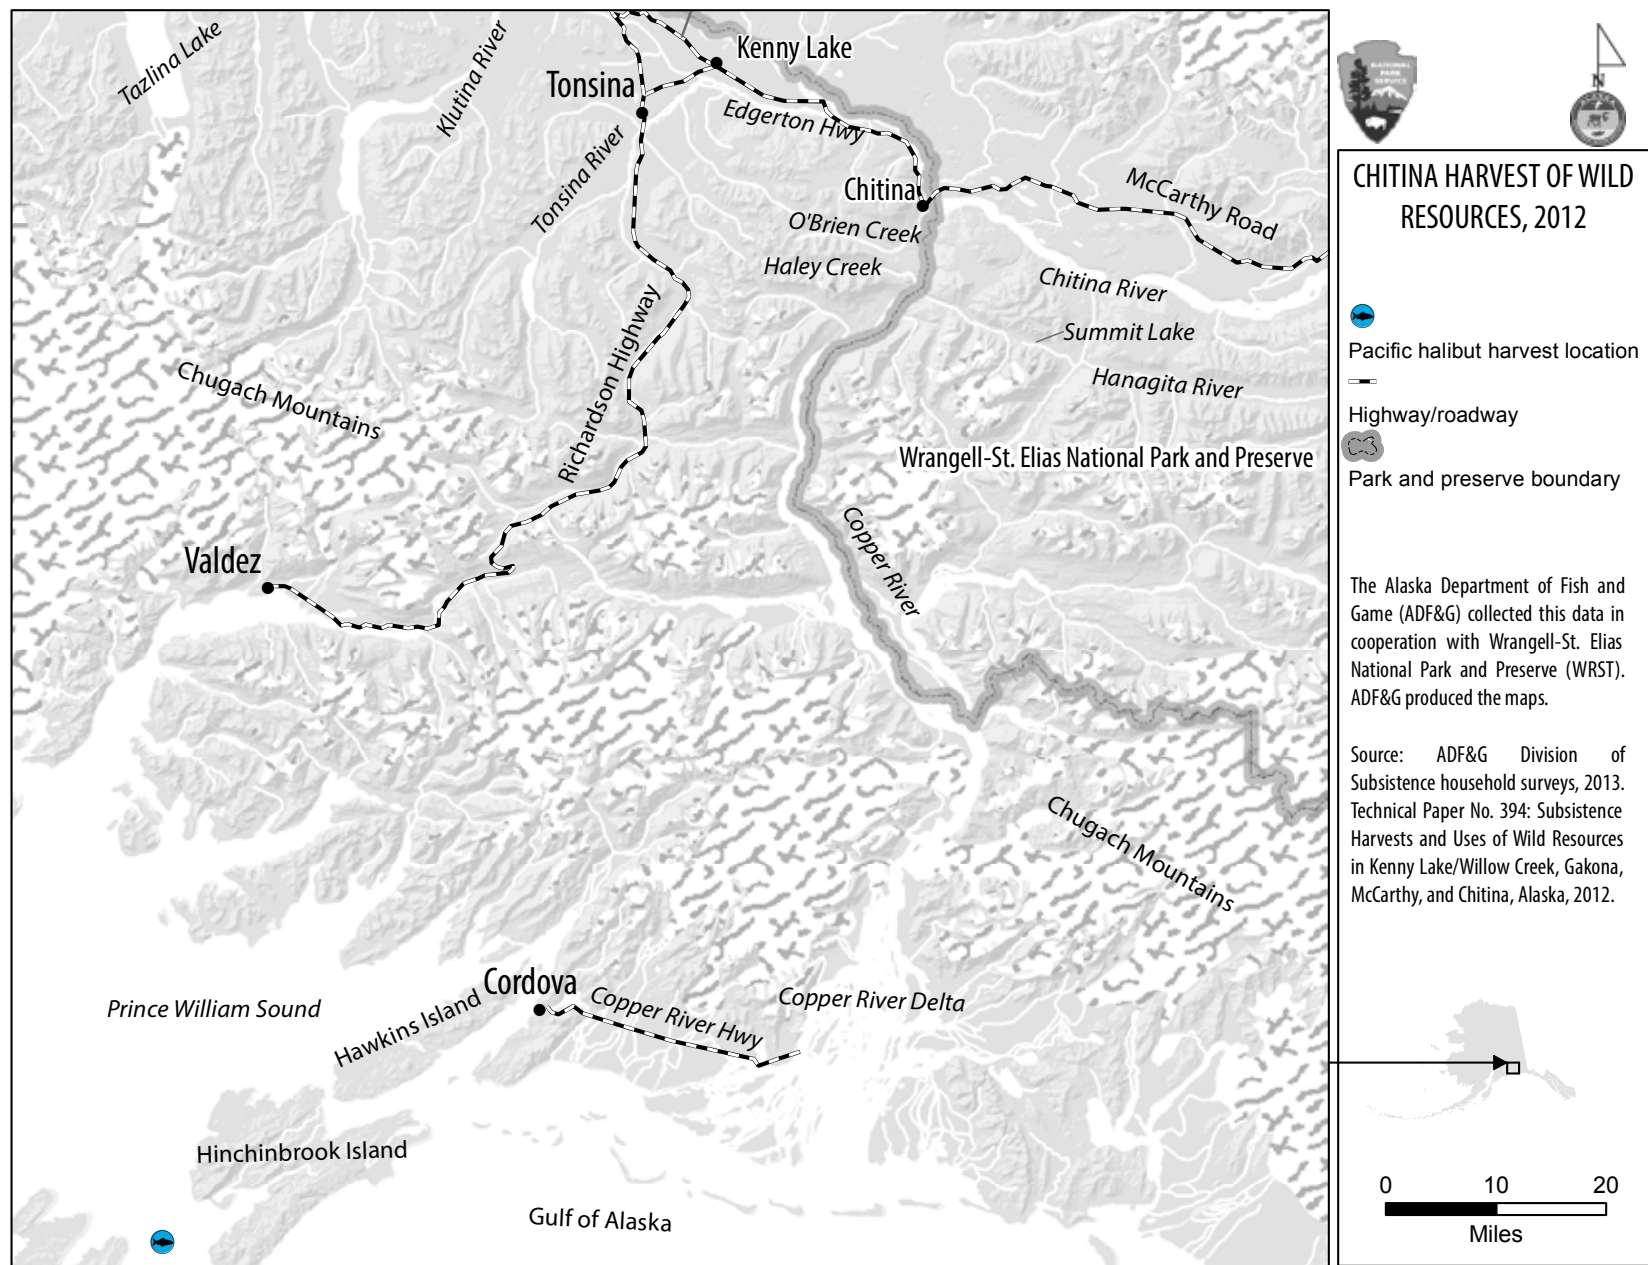 Tazlina Lake
Klutina River
Kenny Lake
Tonsina
Edgerton Hwy
Tonsina River
Chitina
McCarthy Road
O'Brien Creek
Haley Creek
Chitina River
Summit Lake
Hanagita River
Richardson Highway
Chugach Mountains
Wrangell-St. Elias National Park and Preserve
Copper River
Valdez
Chugach Mountains
Cordova
Prince William Sound
Hawkins Island
Copper River Hwy
Copper River Delta
Hinchinbrook Island
Gulf of Alaska
NATIONAL
PARK
SERVICE
N
CHITINA HARVEST OF WILD
RESOURCES, 2012
Pacific halibut harvest location
Highway/roadway
Park and preserve boundary
The Alaska Department of Fish and
Game (ADF&G) collected this data in
cooperation with Wrangell-St. Elias
National Park and Preserve (WRST).
ADF&G produced the maps.
Source: ADF&G Division of
Subsistence household surveys, 2013.
Technical Paper No. 394: Subsistence
Harvests and Uses of Wild Resources
in Kenny Lake/Willow Creek, Gakona,
McCarthy, and Chitina, Alaska, 2012.
0 10 20
Miles